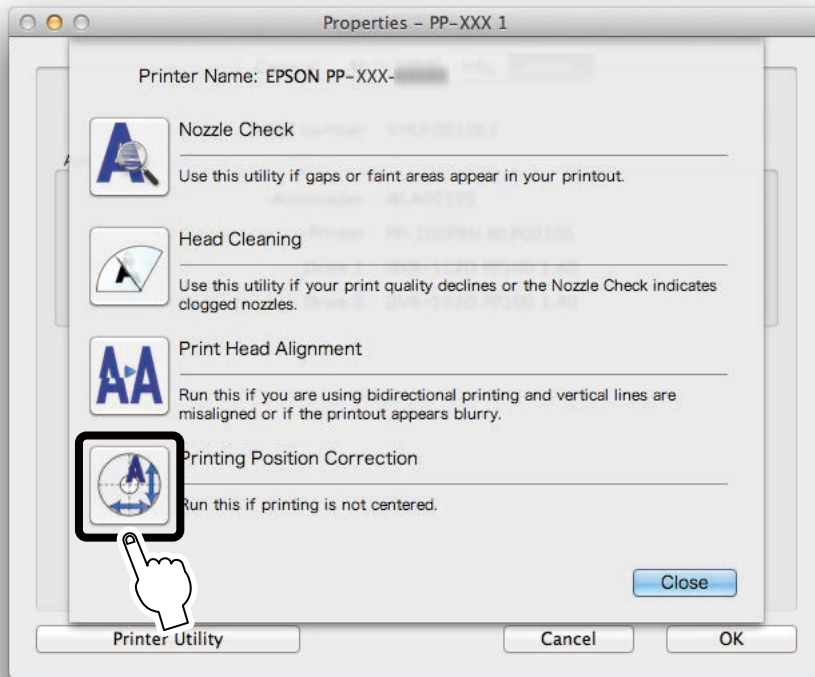 Properties - PP-XXX 1
Printer Name: EPSON PP-XXX-
Nozzle Check
Use this utility if gaps or faint areas appear in your printout.
Head Cleaning
Use this utility if your print quality declines or the Nozzle Check indicates
clogged nozzles.
Print Head Alignment
Run this if you are using bidirectional printing and vertical lines are
misaligned or if the printout appears blurry.
Printing Position Correction
Run this if printing is not centered.
Close
Printer Utility
Cancel
OK